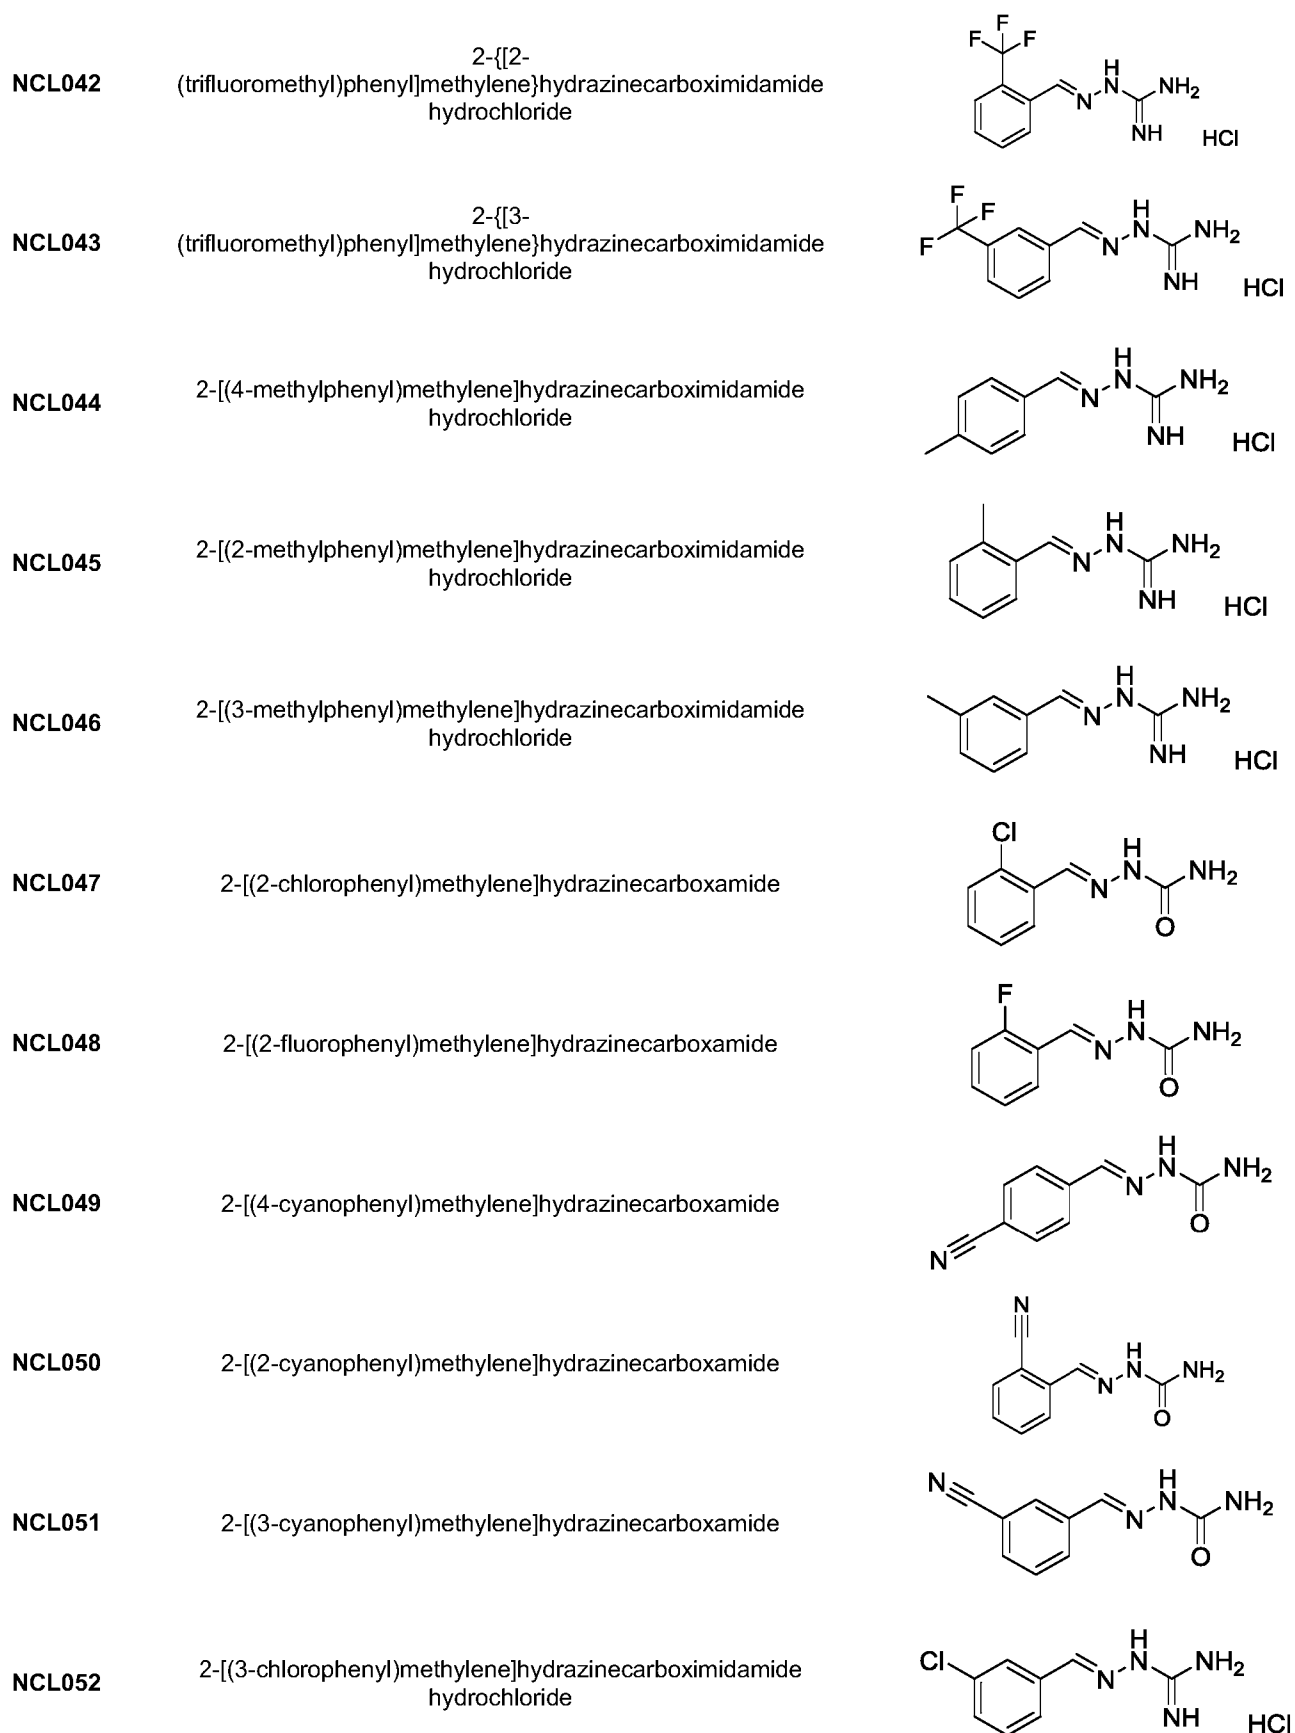 NCL042
2-{[2-
(trifluoromethyl)phenyl]methylene}hydrazinecarboximidamide
hydrochloride
F
F F
H
N NH2
N
NH
HCl
NCL043
2-{[3-
(trifluoromethyl)phenyl]methylene}hydrazinecarboximidamide
hydrochloride
F
F
F
H
N NH2
N
NH
HCl
NCL044
2-[(4-methylphenyl)methylene]hydrazinecarboximidamide
hydrochloride
H
N NH2
N
NH
HCl
NCL045
2-[(2-methylphenyl)methylene]hydrazinecarboximidamide
hydrochloride
H
N NH2
N
NH
HCl
NCL046
2-[(3-methylphenyl)methylene]hydrazinecarboximidamide
hydrochloride
H
N NH2
N
NH
HCl
NCL047
2-[(2-chlorophenyl)methylene]hydrazinecarboxamide
Cl
H
N NH2
N
O
NCL048
2-[(2-fluorophenyl)methylene]hydrazinecarboxamide
F
H
N NH2
N
O
NCL049
2-[(4-cyanophenyl)methylene]hydrazinecarboxamide
H
N NH2
N
O
N
NCL050
2-[(2-cyanophenyl)methylene]hydrazinecarboxamide
N
H
N NH2
N
O
NCL051
2-[(3-cyanophenyl)methylene]hydrazinecarboxamide
N
H
N NH2
N
O
NCL052
2-[(3-chlorophenyl)methylene]hydrazinecarboximidamide
hydrochloride
Cl
H
N NH2
N
NH
HCl